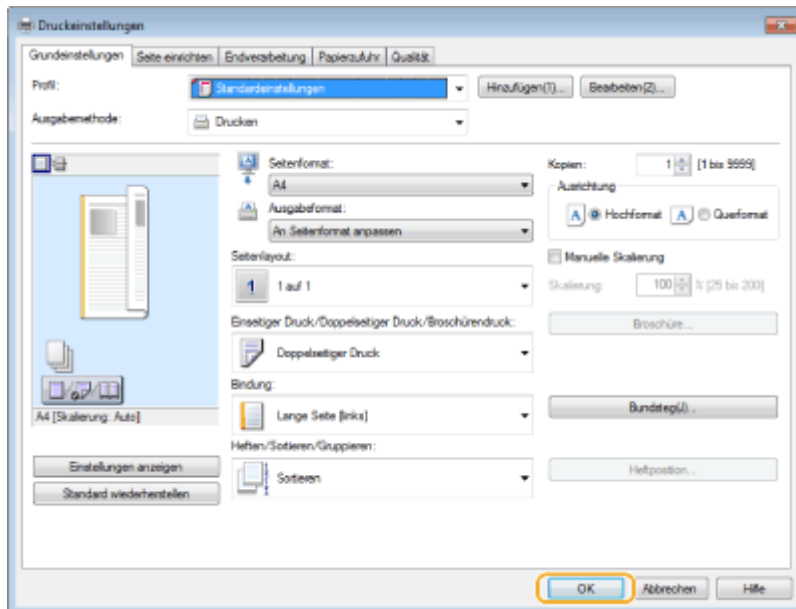 Druckeinstellungen
Grundeinstellungen Seite einrichten Endverarbeitung Papierzufuhr Qualität
Profil: Standardeinstellungen Hinzufügen(1)... Bearbeiten(2)...
Ausgabemethode: Drucken
Seitenformat: Kopien: 1 [1 bis 9999]
A4 Ausrichtung
Ausgabeformat: A Hochformat A Querformat
An Seitenformat anpassen
Seitenlayout: Manuelle Skalierung
1 1 auf 1 Skalierung: 100 % [25 bis 200]
Einseitiger Druck/Doppelseitiger Druck/Broschürendruck: Broschüre...
Doppelseitiger Druck
Bindung:
A4 [Skalierung: Auto] Lange Seite [links] Bundsteg(J)...
Heften/Sortieren/Gruppieren:
Einstellungen anzeigen Sortieren Heftposition...
Standard wiederherstellen
OK Abbrechen Hilfe